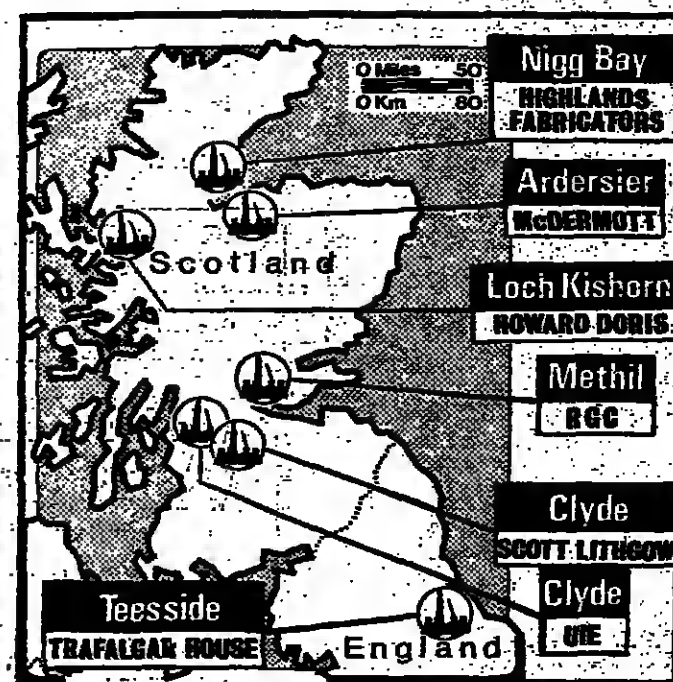 0 Miles 50
0 Km 80
Nigg Bay
HIGHLANDS
FABRICATORS
Ardersier
McDERMOTT
Scotland
Loch Kishorn
HOWARD DORIS
Methil
RGC
Clyde
SCOTT LITHGOW
Clyde
UIE
Teesside
TRAFALGAR HOUSE
England